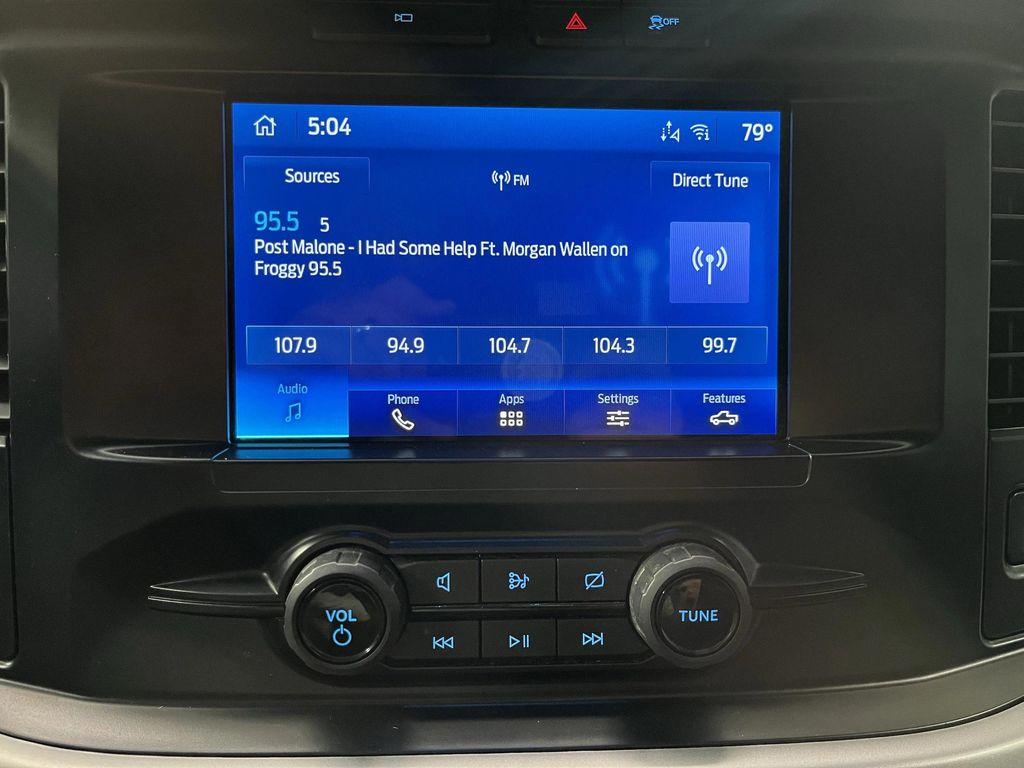 OFF
5:04
79°
Sources
FM
Direct Tune
95.5 5
Post Malone - I Had Some Help Ft. Morgan Wallen on
Froggy 95.5
107.9 94.9 104.7 104.3 99.7
Audio Phone Apps Settings Features
VOL
TUNE